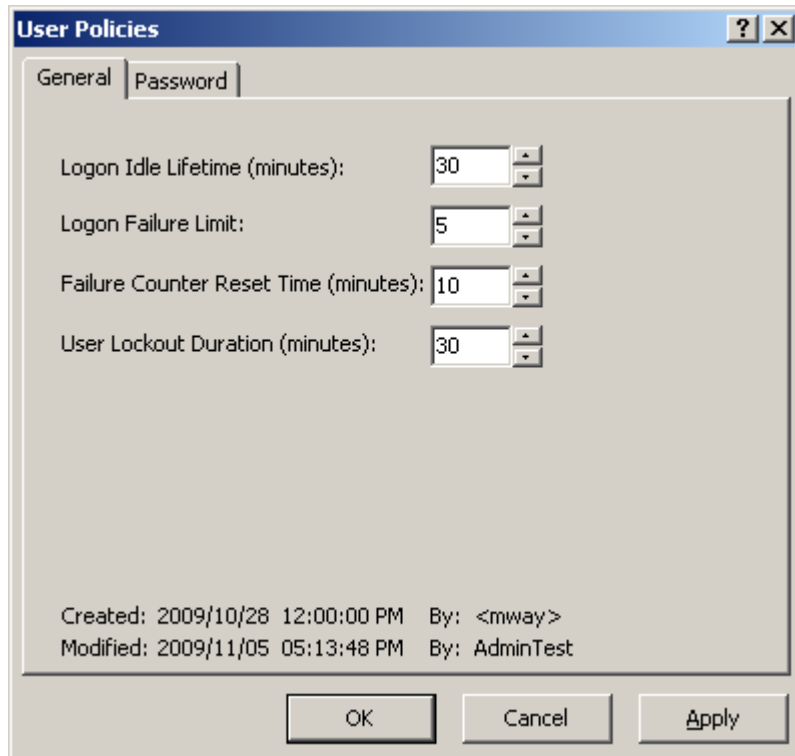 User Policies
General Password
Logon Idle Lifetime (minutes): 30
Logon Failure Limit: 5
Failure Counter Reset Time (minutes): 10
User Lockout Duration (minutes): 30
Created: 2009/10/28 12:00:00 PM By: <mway>
Modified: 2009/11/05 05:13:48 PM By: AdminTest
OK Cancel Apply